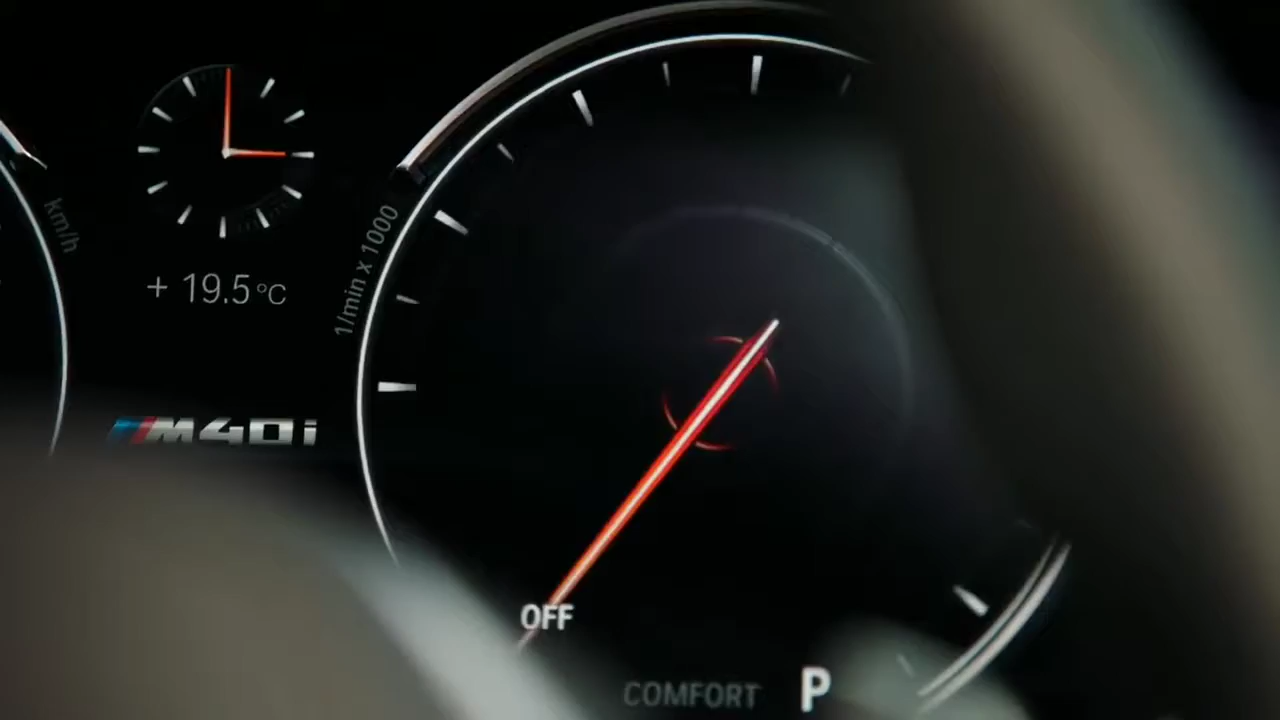 km/h
1/min x 1000
+ 19.5°C
M40i
OFF
COMFORT P